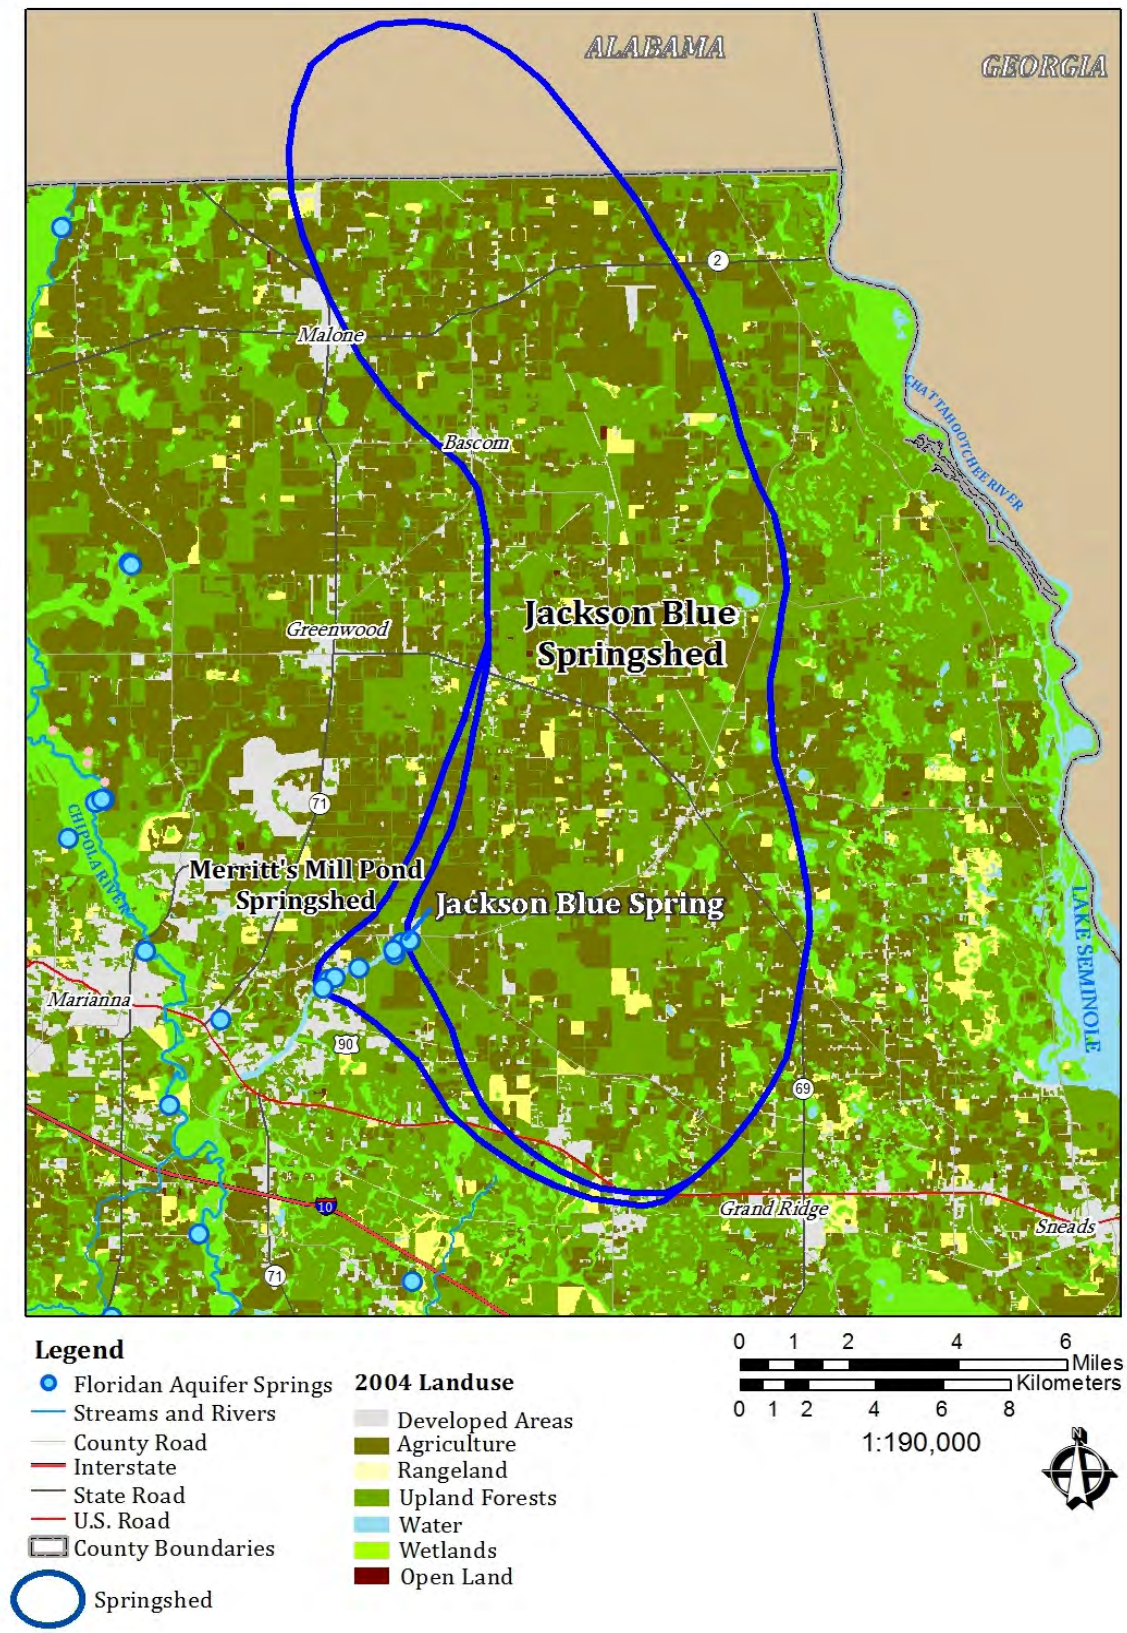 ALABAMA
GEORGIA
2
Malone
CHATTAHOOTCHEE RIVER
Bascom
Jackson Blue
Springshed
Greenwood
71
CHIPOLA RIVER
Merritt's Mill Pond
Springshed
Jackson Blue Spring
LAKE SEMINOLE
Marianna
90
69
10
Grand Ridge
Sneads
71
Legend
Floridan Aquifer Springs
Streams and Rivers
County Road
Interstate
State Road
U.S. Road
County Boundaries
Springshed
2004 Landuse
Developed Areas
Agriculture
Rangeland
Upland Forests
Water
Wetlands
Open Land
0 1 2 4 6
Miles
Kilometers
0 1 2 4 6 8
1:190,000
N